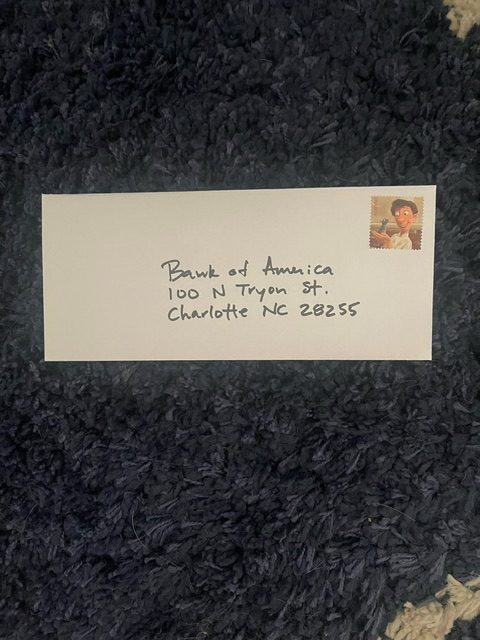 Bank of America
100 N Tryon St.
Charlotte NC 28255